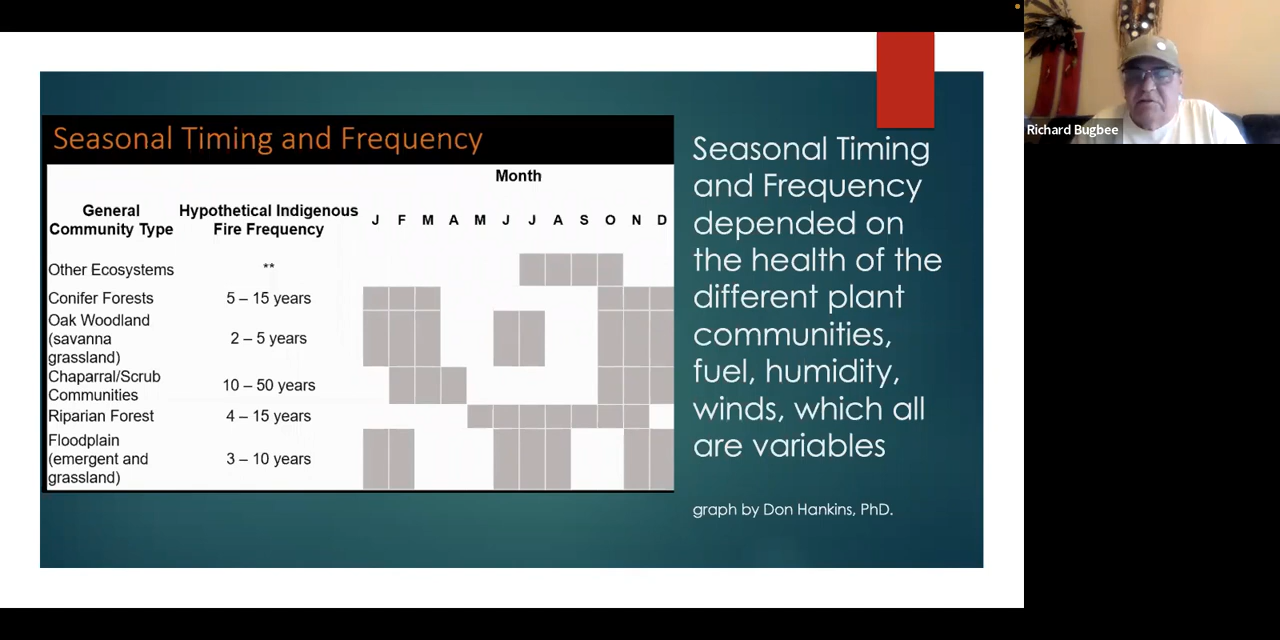 Seasonal Timing and Frequency
Month
General
Community Type
Hypothetical Indigenous
Fire Frequency
J F M A M J J A S O N D
Other Ecosystems **
Conifer Forests 5 – 15 years
Oak Woodland
(savanna
grassland)
2 – 5 years
Chaparral/Scrub
Communities
10 – 50 years
Riparian Forest 4 – 15 years
Floodplain
(emergent and
grassland)
3 – 10 years
Seasonal Timing
and Frequency
depended on
the health of the
different plant
communities,
fuel, humidity,
winds, which all
are variables
graph by Don Hankins, PhD.
Richard Bugbee